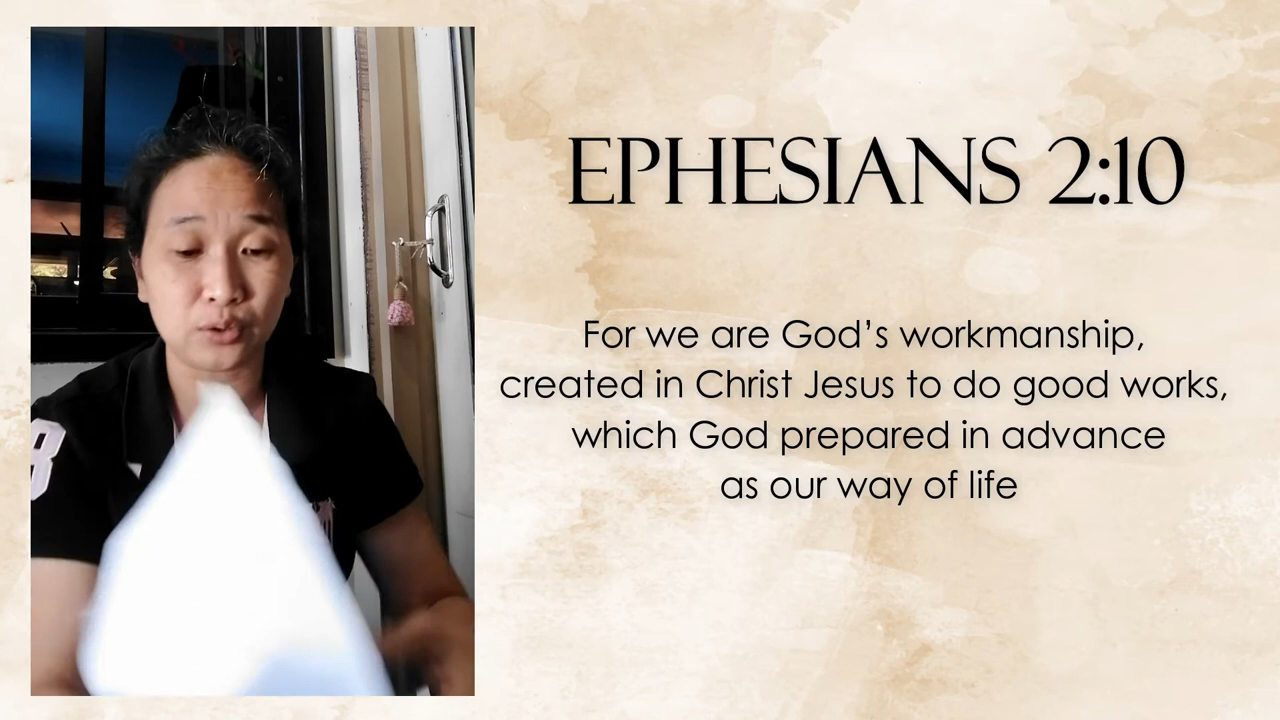 EPHESIANS 2:10
For we are God’s workmanship,
created in Christ Jesus to do good works,
which God prepared in advance
as our way of life
8